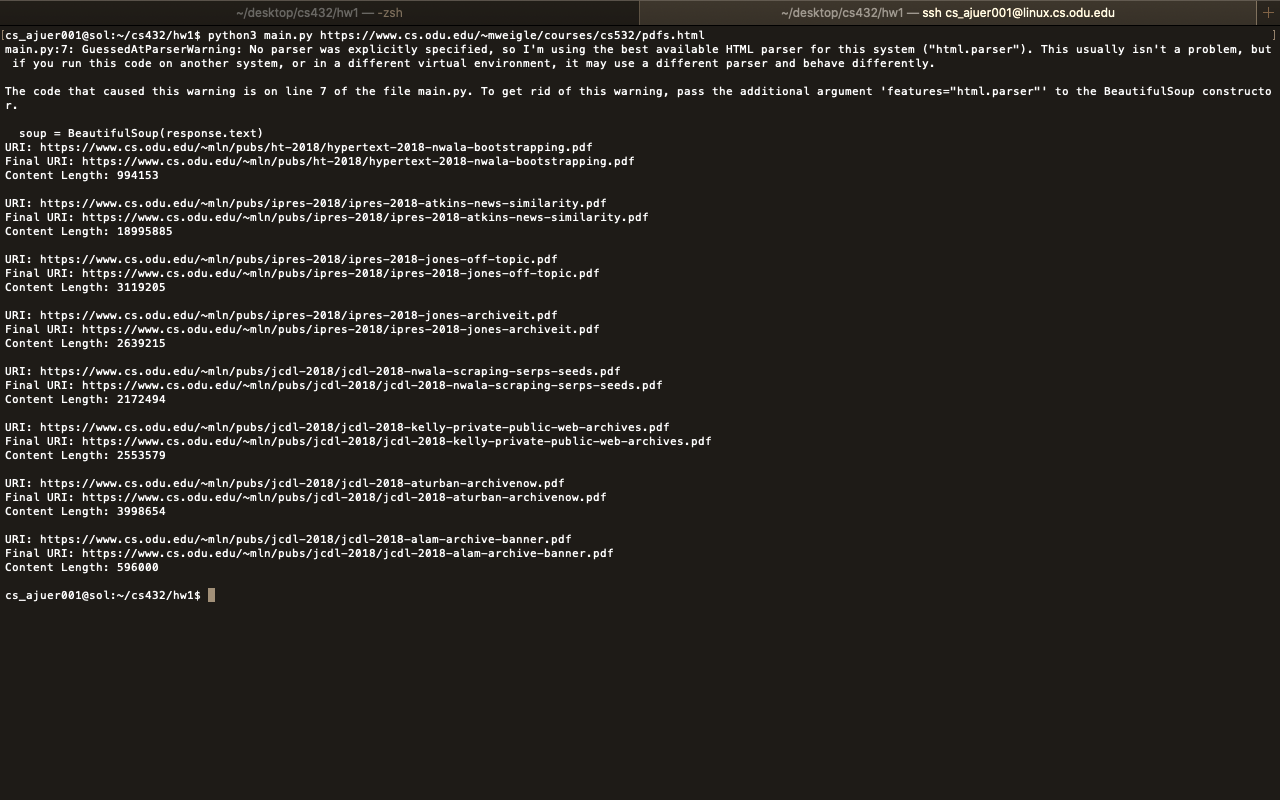 ~/desktop/cs432/hw1 — -zsh
~/desktop/cs432/hw1 — ssh cs_ajuer001@linux.cs.odu.edu +
[cs_ajuer001@sol:~/cs432/hw1$ python3 main.py https://www.cs.odu.edu/~mweigle/courses/cs532/pdfs.html ]
main.py:7: GuessedAtParserWarning: No parser was explicitly specified, so I'm using the best available HTML parser for this system ("html.parser"). This usually isn't a problem, but
if you run this code on another system, or in a different virtual environment, it may use a different parser and behave differently.
The code that caused this warning is on line 7 of the file main.py. To get rid of this warning, pass the additional argument 'features="html.parser"' to the BeautifulSoup constructo
r.
soup = BeautifulSoup(response.text)
URI: https://www.cs.odu.edu/~mln/pubs/ht-2018/hypertext-2018-nwala-bootstrapping.pdf
Final URI: https://www.cs.odu.edu/~mln/pubs/ht-2018/hypertext-2018-nwala-bootstrapping.pdf
Content Length: 994153
URI: https://www.cs.odu.edu/~mln/pubs/ipres-2018/ipres-2018-atkins-news-similarity.pdf
Final URI: https://www.cs.odu.edu/~mln/pubs/ipres-2018/ipres-2018-atkins-news-similarity.pdf
Content Length: 18995885
URI: https://www.cs.odu.edu/~mln/pubs/ipres-2018/ipres-2018-jones-off-topic.pdf
Final URI: https://www.cs.odu.edu/~mln/pubs/ipres-2018/ipres-2018-jones-off-topic.pdf
Content Length: 3119205
URI: https://www.cs.odu.edu/~mln/pubs/ipres-2018/ipres-2018-jones-archiveit.pdf
Final URI: https://www.cs.odu.edu/~mln/pubs/ipres-2018/ipres-2018-jones-archiveit.pdf
Content Length: 2639215
URI: https://www.cs.odu.edu/~mln/pubs/jcdl-2018/jcdl-2018-nwala-scraping-serps-seeds.pdf
Final URI: https://www.cs.odu.edu/~mln/pubs/jcdl-2018/jcdl-2018-nwala-scraping-serps-seeds.pdf
Content Length: 2172494
URI: https://www.cs.odu.edu/~mln/pubs/jcdl-2018/jcdl-2018-kelly-private-public-web-archives.pdf
Final URI: https://www.cs.odu.edu/~mln/pubs/jcdl-2018/jcdl-2018-kelly-private-public-web-archives.pdf
Content Length: 2553579
URI: https://www.cs.odu.edu/~mln/pubs/jcdl-2018/jcdl-2018-aturban-archivenow.pdf
Final URI: https://www.cs.odu.edu/~mln/pubs/jcdl-2018/jcdl-2018-aturban-archivenow.pdf
Content Length: 3998654
URI: https://www.cs.odu.edu/~mln/pubs/jcdl-2018/jcdl-2018-alam-archive-banner.pdf
Final URI: https://www.cs.odu.edu/~mln/pubs/jcdl-2018/jcdl-2018-alam-archive-banner.pdf
Content Length: 596000
cs_ajuer001@sol:~/cs432/hw1$